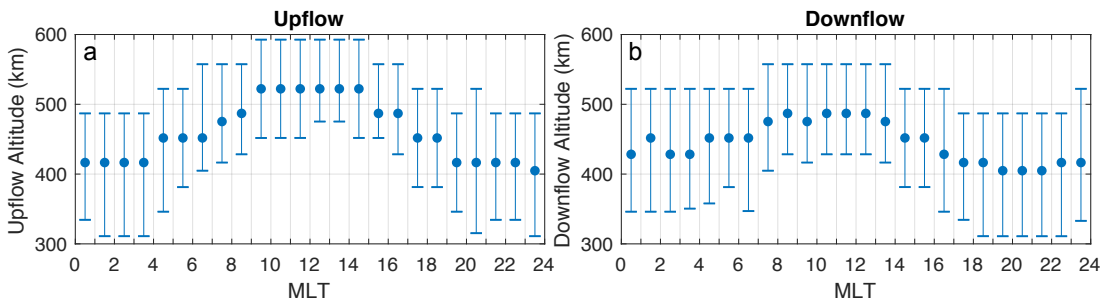 Upflow
a
Upflow Altitude (km)
600
500
400
300
0 2 4 6 8 10 12 14 16 18 20 22 24
MLT
Downflow
b
Downflow Altitude (km)
600
500
400
300
0 2 4 6 8 10 12 14 16 18 20 22 24
MLT